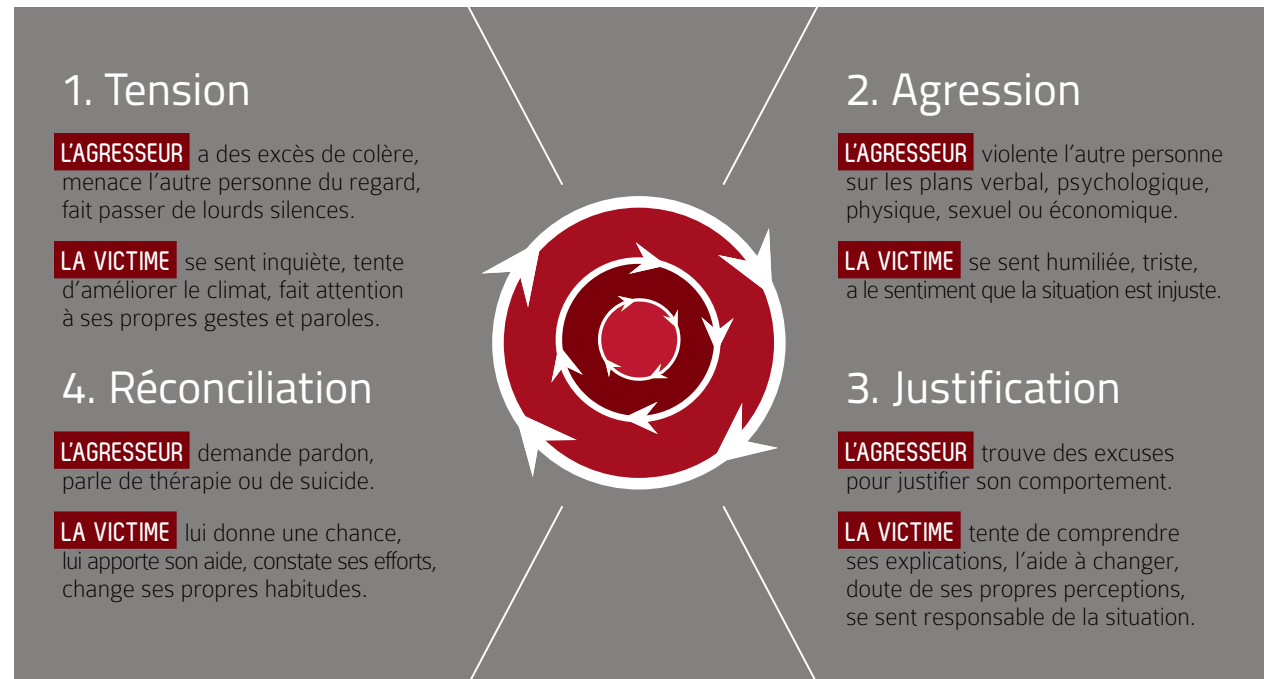 1. Tension
L'AGRESSEUR a des excès de colère,
menace l'autre personne du regard,
fait passer de lourds silences.
LA VICTIME se sent inquiète, tente
d'améliorer le climat, fait attention
à ses propres gestes et paroles.
2. Agression
L'AGRESSEUR violente l'autre personne
sur les plans verbal, psychologique,
physique, sexuel ou économique.
LA VICTIME se sent humiliée, triste,
a le sentiment que la situation est injuste.
4. Réconciliation
L'AGRESSEUR demande pardon,
parle de thérapie ou de suicide.
LA VICTIME lui donne une chance,
lui apporte son aide, constate ses efforts,
change ses propres habitudes.
3. Justification
L'AGRESSEUR trouve des excuses
pour justifier son comportement.
LA VICTIME tente de comprendre
ses explications, l'aide à changer,
doute de ses propres perceptions,
se sent responsable de la situation.